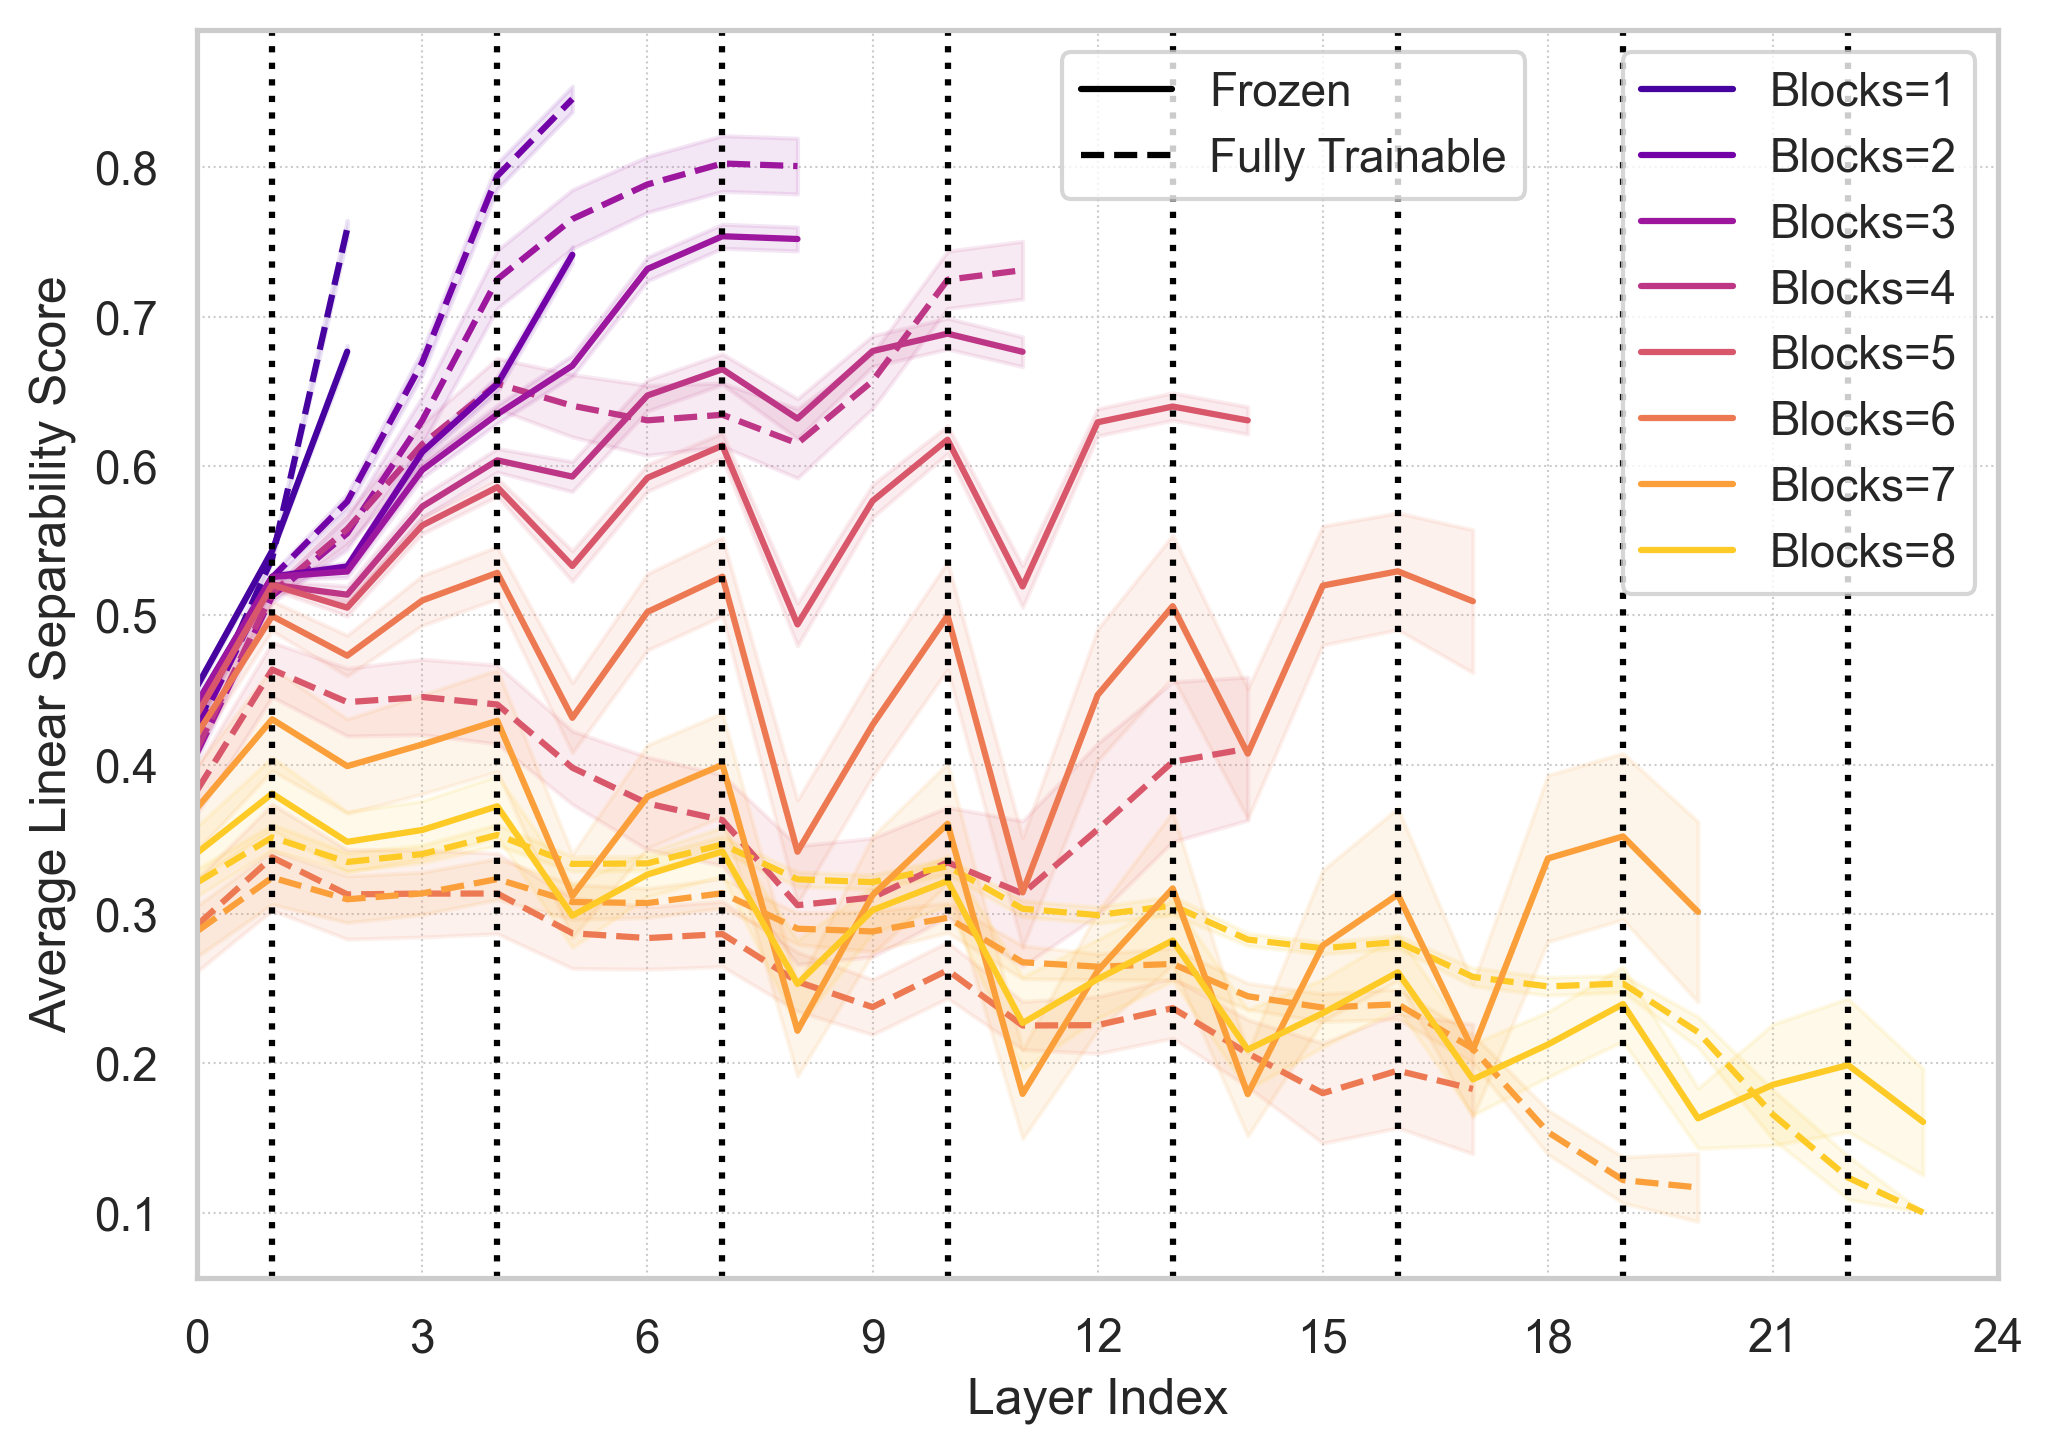 Frozen
Fully Trainable
Blocks=1
Blocks=2
Blocks=3
Blocks=4
Blocks=5
Blocks=6
Blocks=7
Blocks=8
Average Linear Separability Score
0.8
0.7
0.6
0.5
0.4
0.3
0.2
0.1
0 3 6 9 12 15 18 21 24
Layer Index